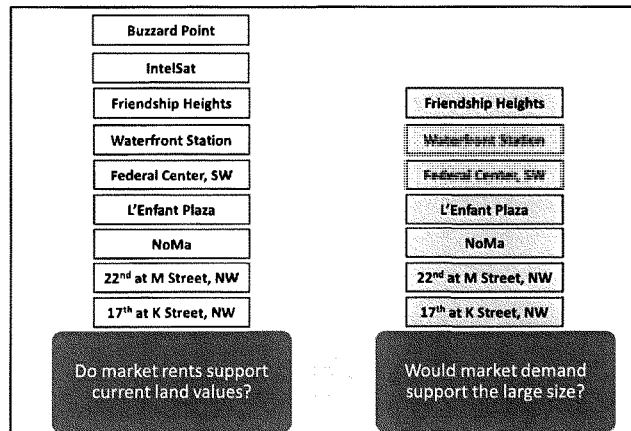 Buzzard Point
IntelSat
Friendship Heights
Waterfront Station
Federal Center, SW
L'Enfant Plaza
NoMa
22nd at M Street, NW
17th at K Street, NW
Do market rents support
current land values?
Friendship Heights
Waterfront Station
Federal Center, SW
L'Enfant Plaza
NoMa
22nd at M Street, NW
17th at K Street, NW
Would market demand
support the large size?